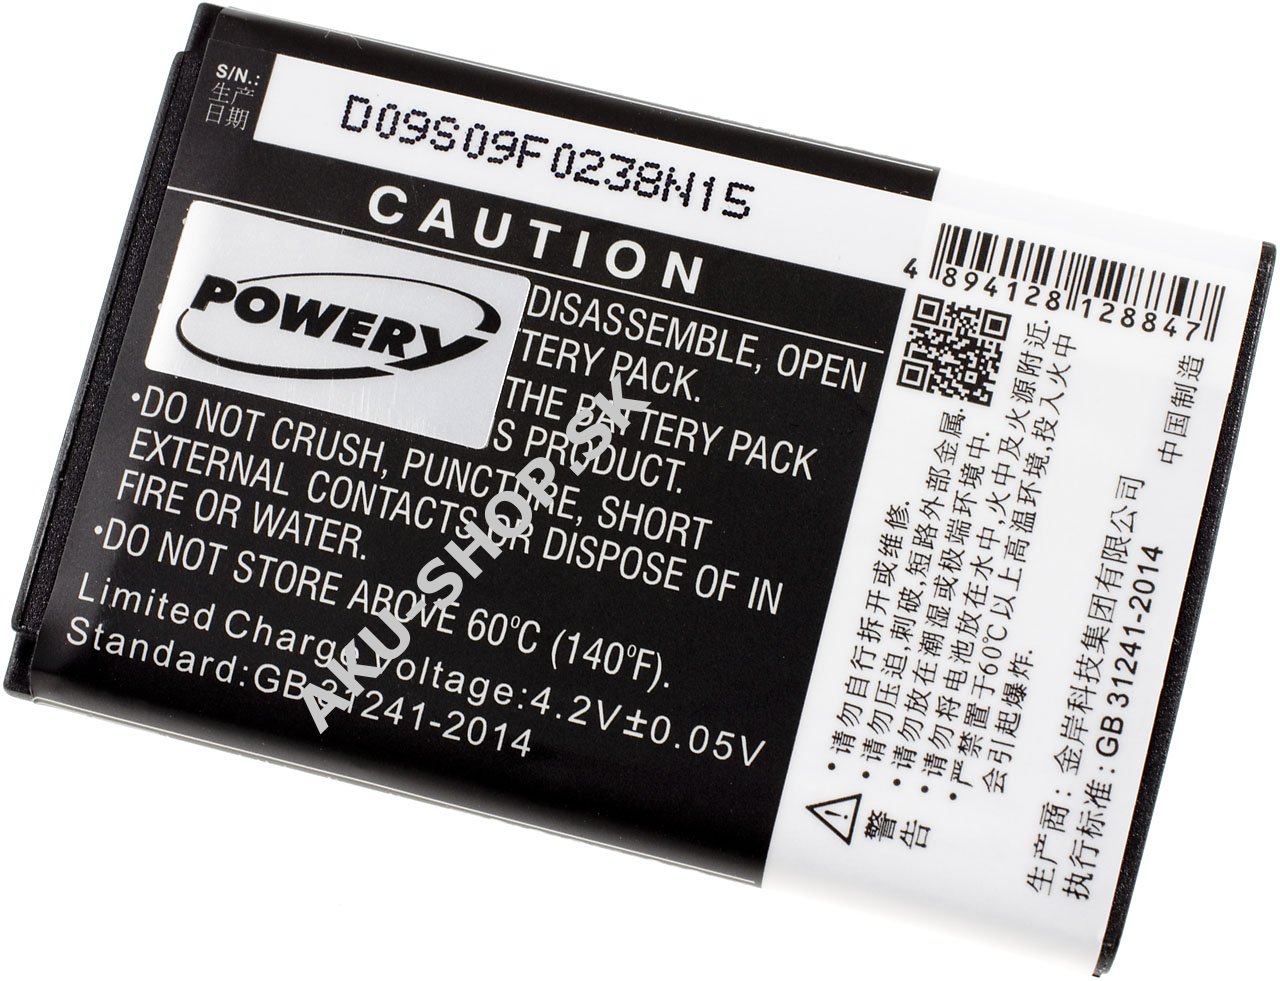 S/N.:
生产
日期
D09S09F0238N15
CAUTION
DISASSEMBLE, OPEN
TTERY PACK.
THE BATTERY PACK
S PRODUCT.
•DO NOT CRUSH, PUNCTURE, SHORT
EXTERNAL CONTACTS OR DISPOSE OF IN
FIRE OR WATER.
•DO NOT STORE ABOVE 60°C (140°F).
Limited Charge Voltage:4.2V±0.05V
Standard:GB 31241-2014
POWERY
AKU-SHOP.SK
4 894128 128847
中国制造
警告
·请勿自行拆开或维修.
·请勿压迫,刺破,短路外部金属.
·请勿放在潮湿或极端环境中.
·请勿将电池放在水中,火中及火源附近.
·严禁置于60℃以上高温环境,投入火中
会引起爆炸.
生产商: 金岸科技集团有限公司
执行标准: GB 31241-2014